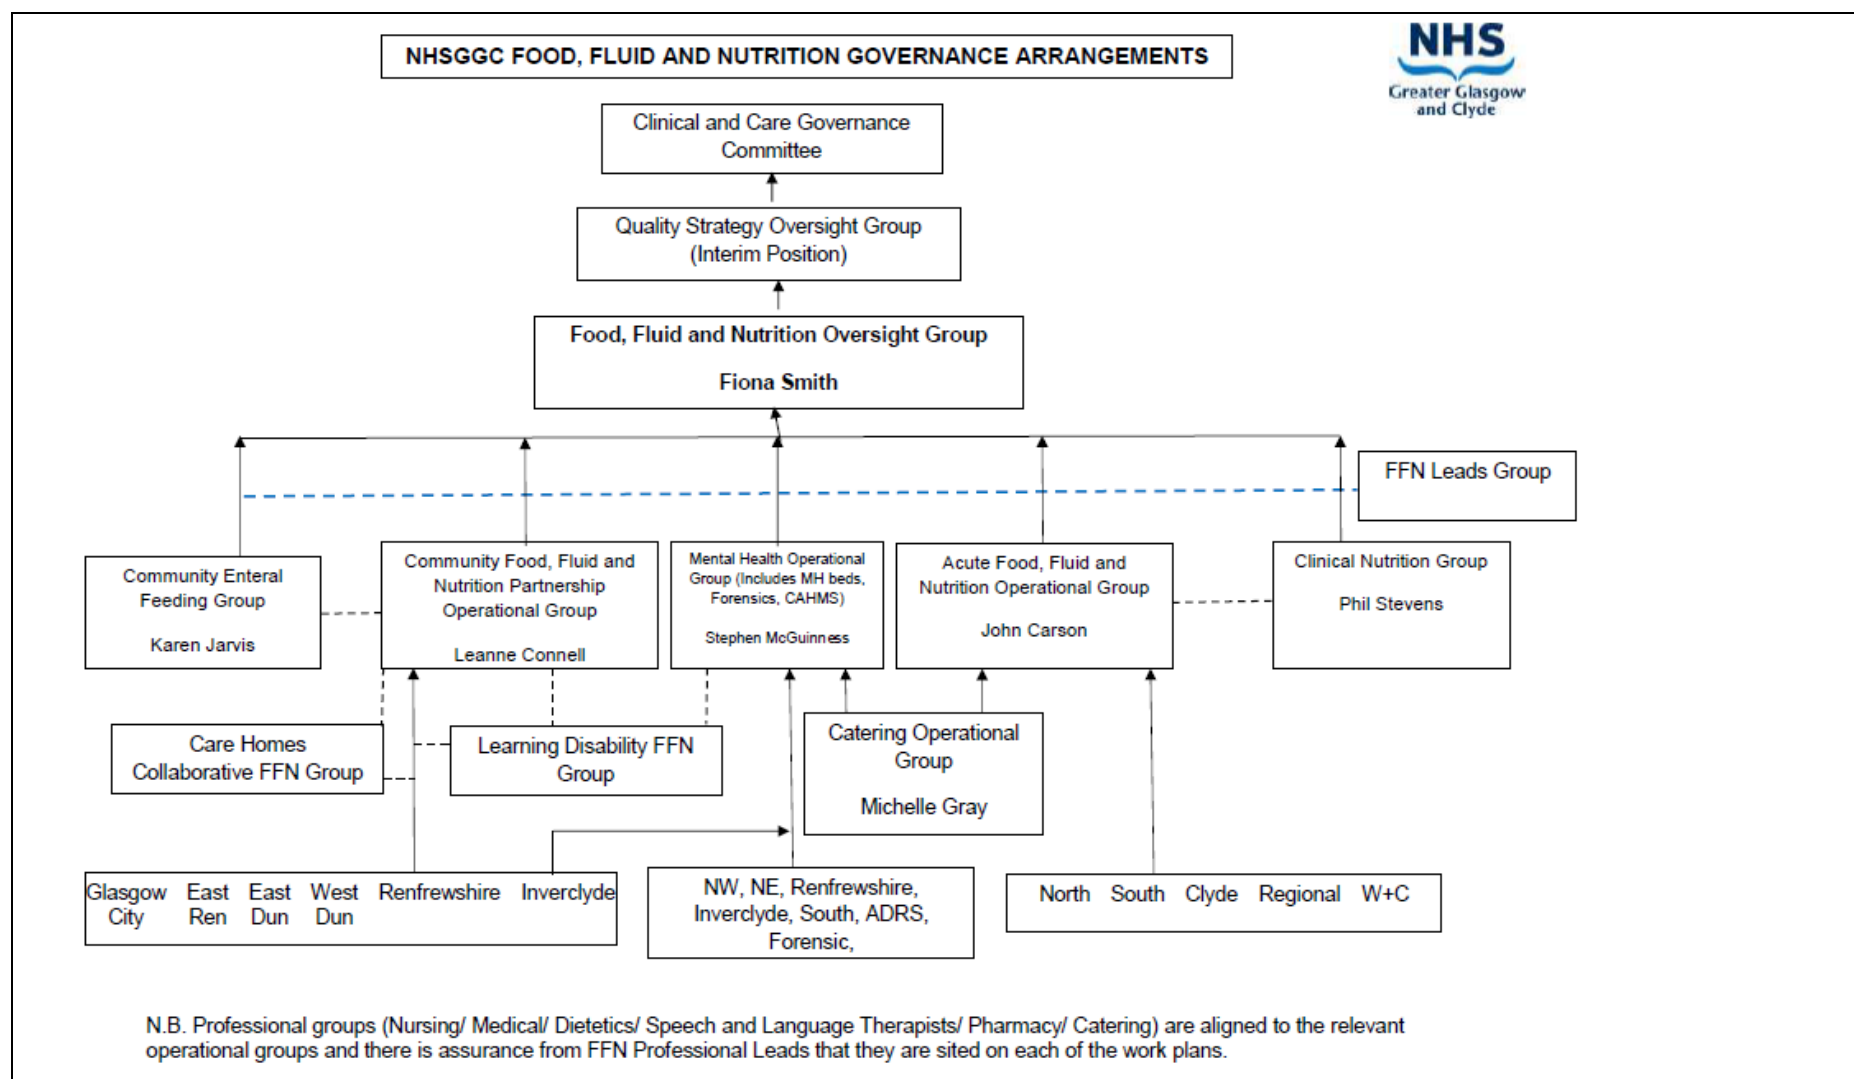 NHSGGC FOOD, FLUID AND NUTRITION GOVERNANCE ARRANGEMENTS
NHS
Greater Glasgow
and Clyde
Clinical and Care Governance
Committee
Quality Strategy Oversight Group
(Interim Position)
Food, Fluid and Nutrition Oversight Group
Fiona Smith
FFN Leads Group
Community Enteral
Feeding Group
Karen Jarvis
Community Food, Fluid and
Nutrition Partnership
Operational Group
Leanne Connell
Mental Health Operational
Group (Includes MH beds,
Forensics, CAHMS)
Stephen McGuinness
Acute Food, Fluid and
Nutrition Operational Group
John Carson
Clinical Nutrition Group
Phil Stevens
Care Homes
Collaborative FFN Group
Learning Disability FFN
Group
Catering Operational
Group
Michelle Gray
Glasgow East East West Renfrewshire Inverclyde
City Ren Dun Dun
NW, NE, Renfrewshire,
Inverclyde, South, ADRS,
Forensic,
North South Clyde Regional W+C
N.B. Professional groups (Nursing/ Medical/ Dietetics/ Speech and Language Therapists/ Pharmacy/ Catering) are aligned to the relevant
operational groups and there is assurance from FFN Professional Leads that they are sited on each of the work plans.